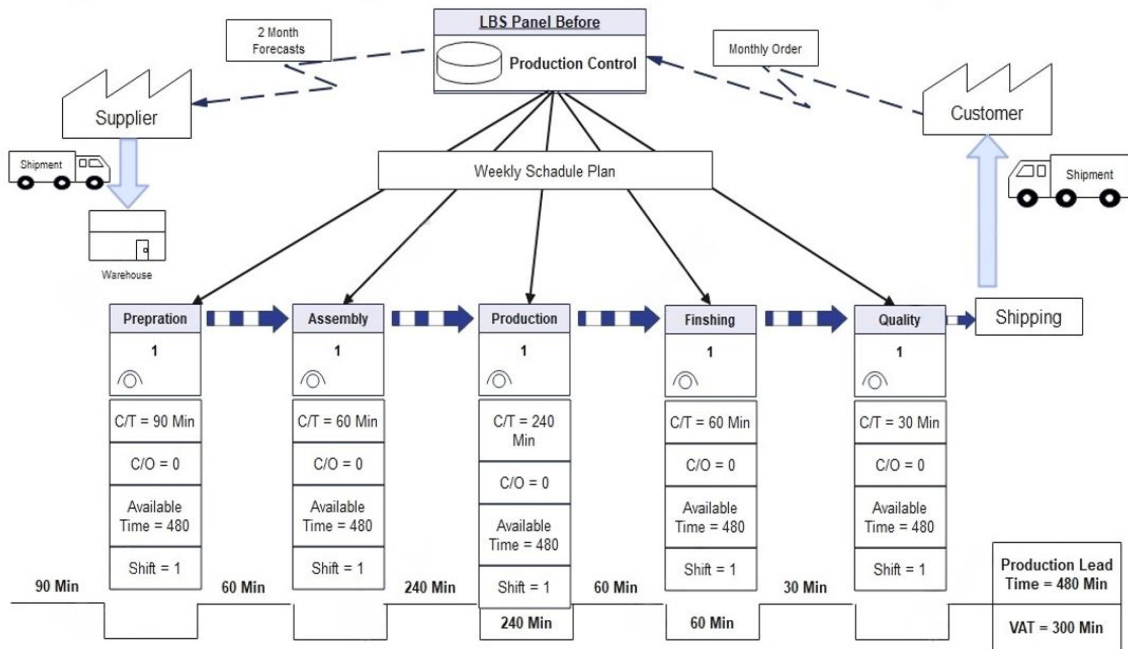 LBS Panel Before
Production Control
2 Month
Forecasts
Monthly Order
Supplier
Customer
Shipment
Shipment
Weekly Schadule Plan
Warehouse
Prepration
Assembly
Production
Finshing
Quality
Shipping
1
1
1
1
1
C/T = 90 Min
C/O = 0
Available
Time = 480
Shift = 1
C/T = 60 Min
C/O = 0
Available
Time = 480
Shift = 1
C/T = 240
Min
C/O = 0
Available
Time = 480
Shift = 1
C/T = 60 Min
C/O = 0
Available
Time = 480
Shift = 1
C/T = 30 Min
C/O = 0
Available
Time = 480
Shift = 1
90 Min
60 Min
240 Min
60 Min
30 Min
240 Min
60 Min
Production Lead
Time = 480 Min
VAT = 300 Min